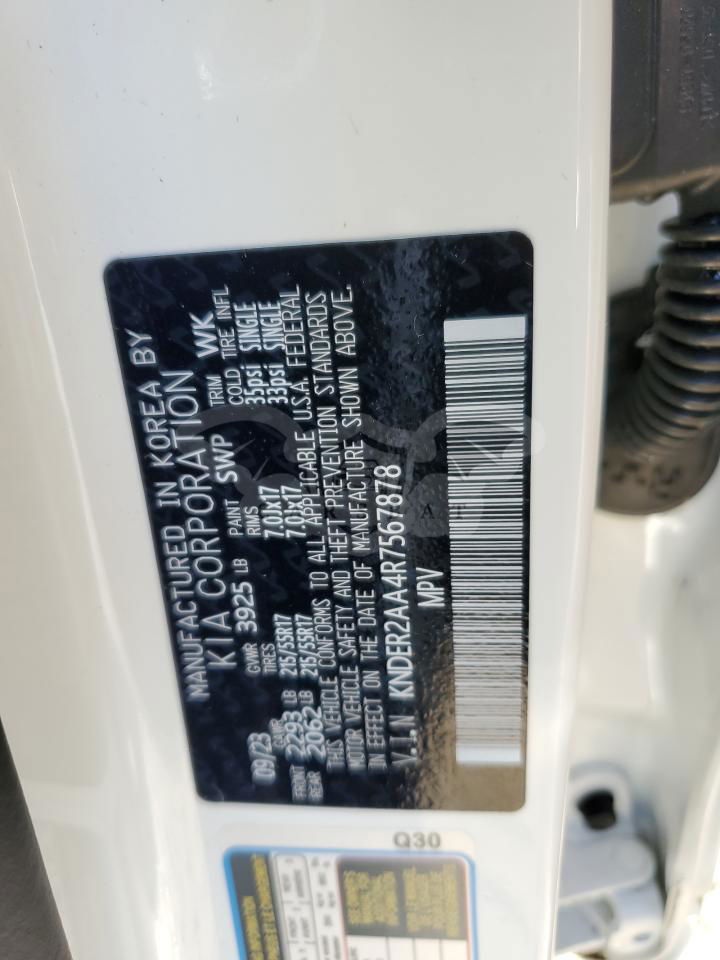 MANUFACTURED IN KOREA BY
KIA CORPORATION
09/23 GVWR 3925 LB PAINT SWP TRIM WK
GAWR TIRES RIMS COLD TIRE INFL
FRONT 2293 LB 215/55R17 7.0JX17 35psi SINGLE
REAR 2062 LB 215/55R17 7.0JX17 33psi SINGLE
THIS VEHICLE CONFORMS TO ALL APPLICABLE U.S.A. FEDERAL
MOTOR VEHICLE SAFETY AND THEFT PREVENTION STANDARDS
IN EFFECT ON THE DATE OF MANUFACTURE SHOWN ABOVE.
V.I.N KNDER2AA4R7567878
MPV
Q30